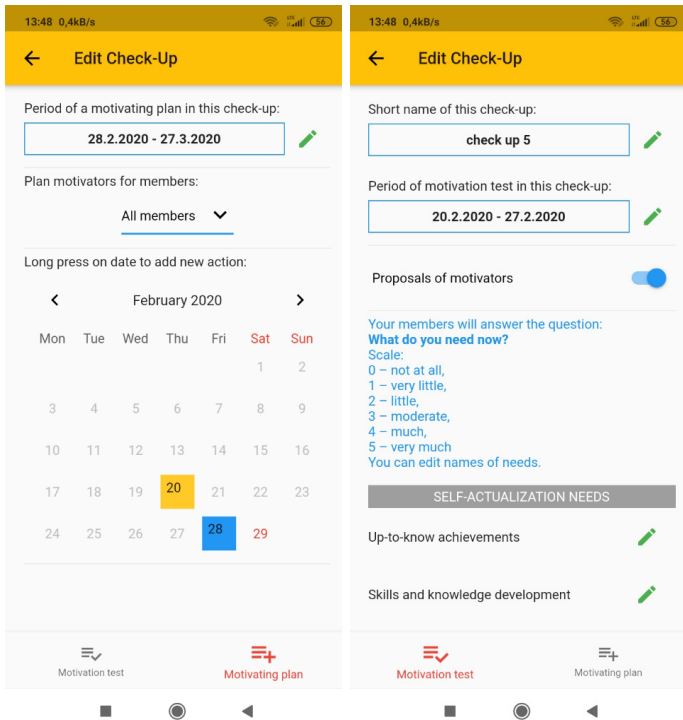 13:48 0,4kB/s
LTE
56
Edit Check-Up
Period of a motivating plan in this check-up:
28.2.2020 - 27.3.2020
Plan motivators for members:
All members
Long press on date to add new action:
February 2020
Mon Tue Wed Thu Fri Sat Sun
1 2
3 4 5 6 7 8 9
10 11 12 13 14 15 16
17 18 19 20 21 22 23
24 25 26 27 28 29
Motivation test
Motivating plan
13:48 0,4kB/s
LTE
56
Edit Check-Up
Short name of this check-up:
check up 5
Period of motivation test in this check-up:
20.2.2020 - 27.2.2020
Proposals of motivators
Your members will answer the question:
What do you need now?
Scale:
0 – not at all,
1 – very little,
2 – little,
3 – moderate,
4 – much,
5 – very much
You can edit names of needs.
SELF-ACTUALIZATION NEEDS
Up-to-know achievements
Skills and knowledge development
Motivation test
Motivating plan